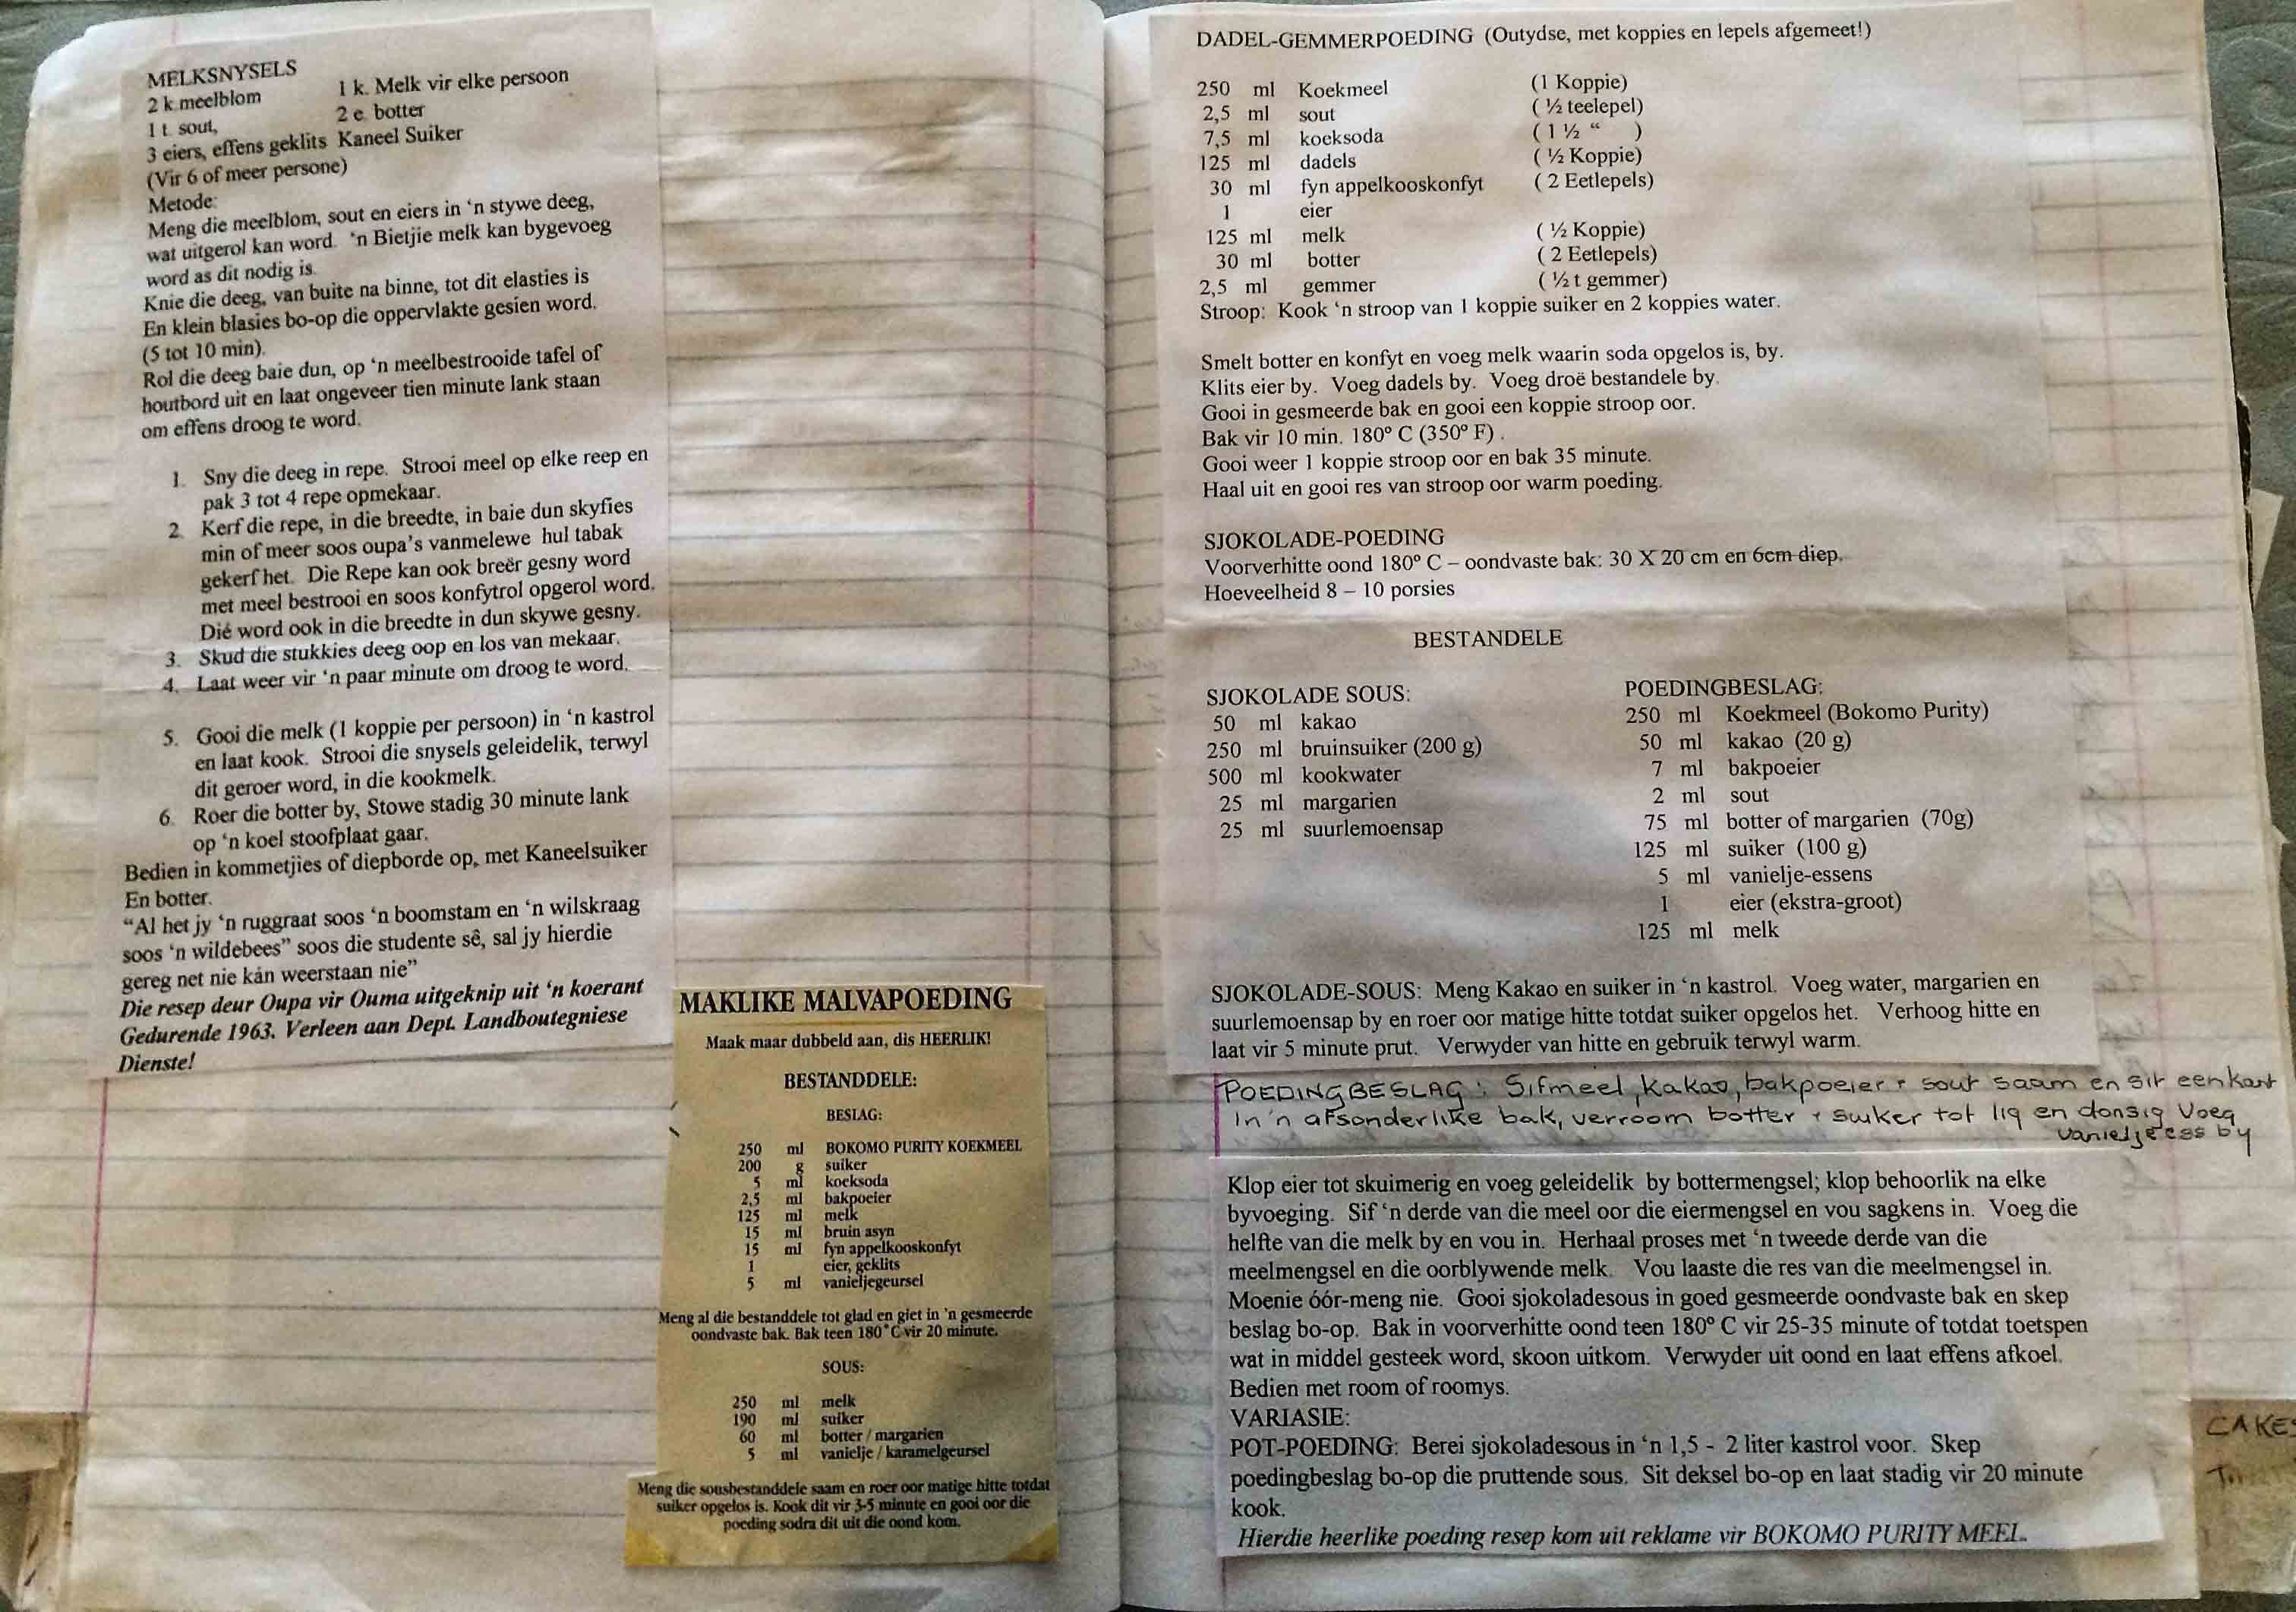 MELKSNYSELS
2 k.meelblom 1 k. Melk vir elke persoon
1 t. sout, 2 e. botter
3 eiers, effens geklits Kaneel Suiker
(Vir 6 of meer persone)
Metode:
Meng die meelblom, sout en eiers in ‘n stywe deeg,
wat uitgerol kan word. ‘n Bietjie melk kan bygevoeg
word as dit nodig is.
Knie die deeg, van buite na binne, tot dit elasties is
En klein blasies bo-op die oppervlakte gesien word.
(5 tot 10 min).
Rol die deeg baie dun, op ‘n meelbestrooide tafel of
houtbord uit en laat ongeveer tien minute lank staan
om effens droog te word.
1. Sny die deeg in repe. Strooi meel op elke reep en
pak 3 tot 4 repe opmekaar.
2. Kerf die repe, in die breedte, in baie dun skyfies
min of meer soos oupa’s vanmelewe hul tabak
gekerf het. Die Repe kan ook breër gesny word
met meel bestrooi en soos konfytrol opgerol word.
Dié word ook in die breedte in dun skywe gesny.
3. Skud die stukkies deeg oop en los van mekaar.
4. Laat weer vir ‘n paar minute om droog te word.
5. Gooi die melk (1 koppie per persoon) in ‘n kastrol
en laat kook. Strooi die snysels geleidelik, terwyl
dit geroer word, in die kookmelk.
6. Roer die botter by, Stowe stadig 30 minute lank
op ‘n koel stoofplaat gaar.
Bedien in kommetjies of diepborde op, met Kaneelsuiker
En botter.
“Al het jy ‘n ruggraat soos ‘n boomstam en ‘n wilskraag
soos ‘n wildebees” soos die studente sê, sal jy hierdie
gereg net nie kán weerstaan nie”
Die resep deur Oupa vir Ouma uitgeknip uit ‘n koerant
Gedurende 1963. Verleen aan Dept. Landboutegniese
Dienste!
MAKLIKE MALVAPOEDING
Maak maar dubbeld aan, dis HEERLIK!
BESTANDDELE:
BESLAG:
250 ml BOKOMO PURITY KOEKMEEL
200 g suiker
5 ml koeksoda
2,5 ml bakpoeier
125 ml melk
15 ml bruin asyn
15 ml fyn appelkooskonfyt
1 eier, geklits
5 ml vanieljegeursel
Meng al die bestanddele tot glad en giet in 'n gesmeerde
oondvaste bak. Bak teen 180°C vir 20 minute.
SOUS:
250 ml melk
190 ml suiker
60 ml botter / margarien
5 ml vanielje / karamelgeursel
Meng die sousbestanddele saam en roer oor matige hitte totdat
suiker opgelos is. Kook dit vir 3-5 minute en gooi oor die
poeding sodra dit uit die oond kom.
DADEL-GEMMERPOEDING (Outydse, met koppies en lepels afgemeet!)
250 ml Koekmeel (1 Koppie)
2,5 ml sout ( ½ teelepel)
7,5 ml koeksoda ( 1 ½ “ )
125 ml dadels ( ½ Koppie)
30 ml fyn appelkooskonfyt ( 2 Eetlepels)
1 eier
125 ml melk ( ½ Koppie)
30 ml botter ( 2 Eetlepels)
2,5 ml gemmer ( ½ t gemmer)
Stroop: Kook ‘n stroop van 1 koppie suiker en 2 koppies water.
Smelt botter en konfyt en voeg melk waarin soda opgelos is, by.
Klits eier by. Voeg dadels by. Voeg droë bestandele by.
Gooi in gesmeerde bak en gooi een koppie stroop oor.
Bak vir 10 min. 180º C (350º F) .
Gooi weer 1 koppie stroop oor en bak 35 minute.
Haal uit en gooi res van stroop oor warm poeding.
SJOKOLADE-POEDING
Voorverhitte oond 180º C – oondvaste bak: 30 X 20 cm en 6cm diep.
Hoeveelheid 8 – 10 porsies
BESTANDELE
SJOKOLADE SOUS:
50 ml kakao
250 ml bruinsuiker (200 g)
500 ml kookwater
25 ml margarien
25 ml suurlemoensap
POEDINGBESLAG:
250 ml Koekmeel (Bokomo Purity)
50 ml kakao (20 g)
7 ml bakpoeier
2 ml sout
75 ml botter of margarien (70g)
125 ml suiker (100 g)
5 ml vanielje-essens
1 eier (ekstra-groot)
125 ml melk
SJOKOLADE-SOUS: Meng Kakao en suiker in ‘n kastrol. Voeg water, margarien en
suurlemoensap by en roer oor matige hitte totdat suiker opgelos het. Verhoog hitte en
laat vir 5 minute prut. Verwyder van hitte en gebruik terwyl warm.
POEDINGBESLAG: Sifmeel, kakao, bakpoeier + sout saam en sit eenkant
In 'n afsonderlike bak, verroom botter + suiker tot lig en donsig Voeg
vanieljeess by
Klop eier tot skuimerig en voeg geleidelik by bottermengsel; klop behoorlik na elke
byvoeging. Sif ‘n derde van die meel oor die eiermengsel en vou sagkens in. Voeg die
helfte van die melk by en vou in. Herhaal proses met ‘n tweede derde van die
meelmengsel en die oorblywende melk. Vou laaste die res van die meelmengsel in.
Moenie óór-meng nie. Gooi sjokoladesous in goed gesmeerde oondvaste bak en skep
beslag bo-op. Bak in voorverhitte oond teen 180º C vir 25-35 minute of totdat toetspen
wat in middel gesteek word, skoon uitkom. Verwyder uit oond en laat effens afkoel.
Bedien met room of roomys.
VARIASIE:
POT-POEDING: Berei sjokoladesous in ‘n 1,5 - 2 liter kastrol voor. Skep
poedingbeslag bo-op die pruttende sous. Sit deksel bo-op en laat stadig vir 20 minute
kook.
Hierdie heerlike poeding resep kom uit reklame vir BOKOMO PURITY MEEL.
CAKES